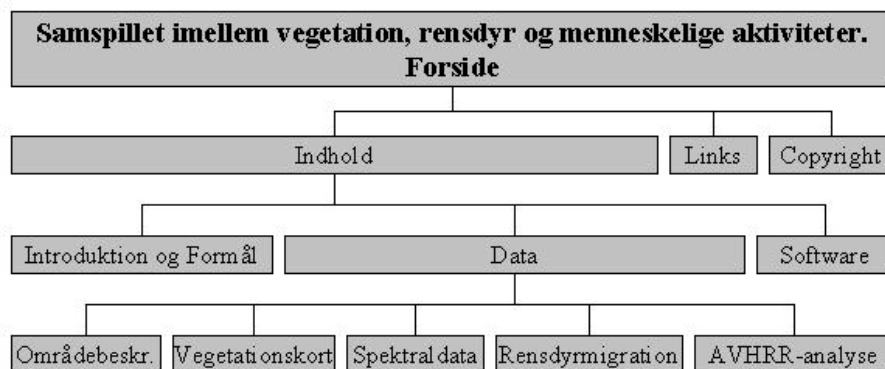 Samspillet imellem vegetation, rensdyr og menneskelige aktiviteter.
Forside
Indhold
Links
Copyright
Introduktion og Formål
Data
Software
Områdebeskr.
Vegetationskort
Spektraldata
Rensdyrmigration
AVHRR-analyse